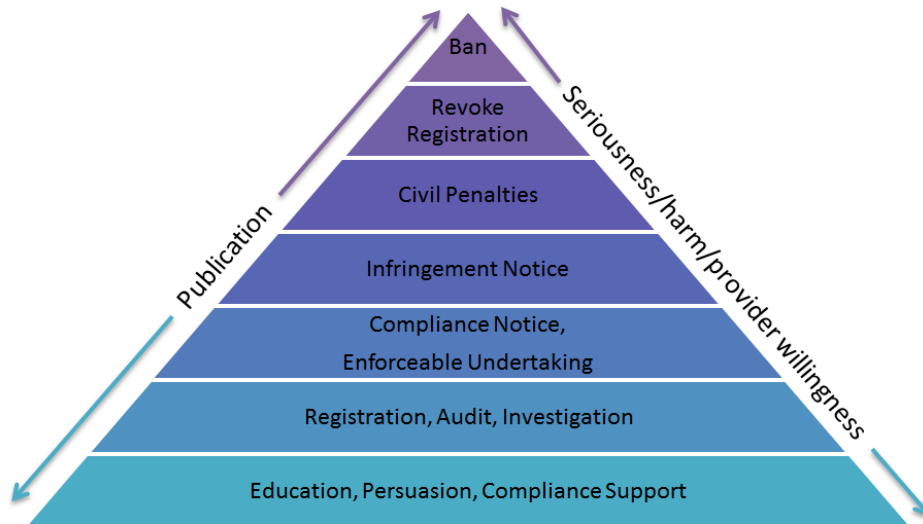 Ban
Revoke
Registration
Civil Penalties
Infringement Notice
Compliance Notice,
Enforceable Undertaking
Registration, Audit, Investigation
Education, Persuasion, Compliance Support
Publication
Seriousness/harm/provider willingness